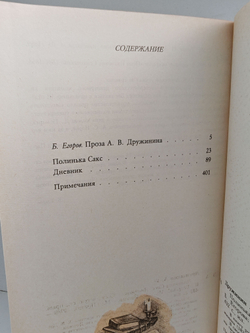 СОДЕРЖАНИЕ
Б. Егоров. Проза А. В. Дружинина . . . . . 5
Полинька Сакс . . . . . . . . . . 23
Дневник . . . . . . . . . . . 89
Примечания . . . . . . . . . . 401